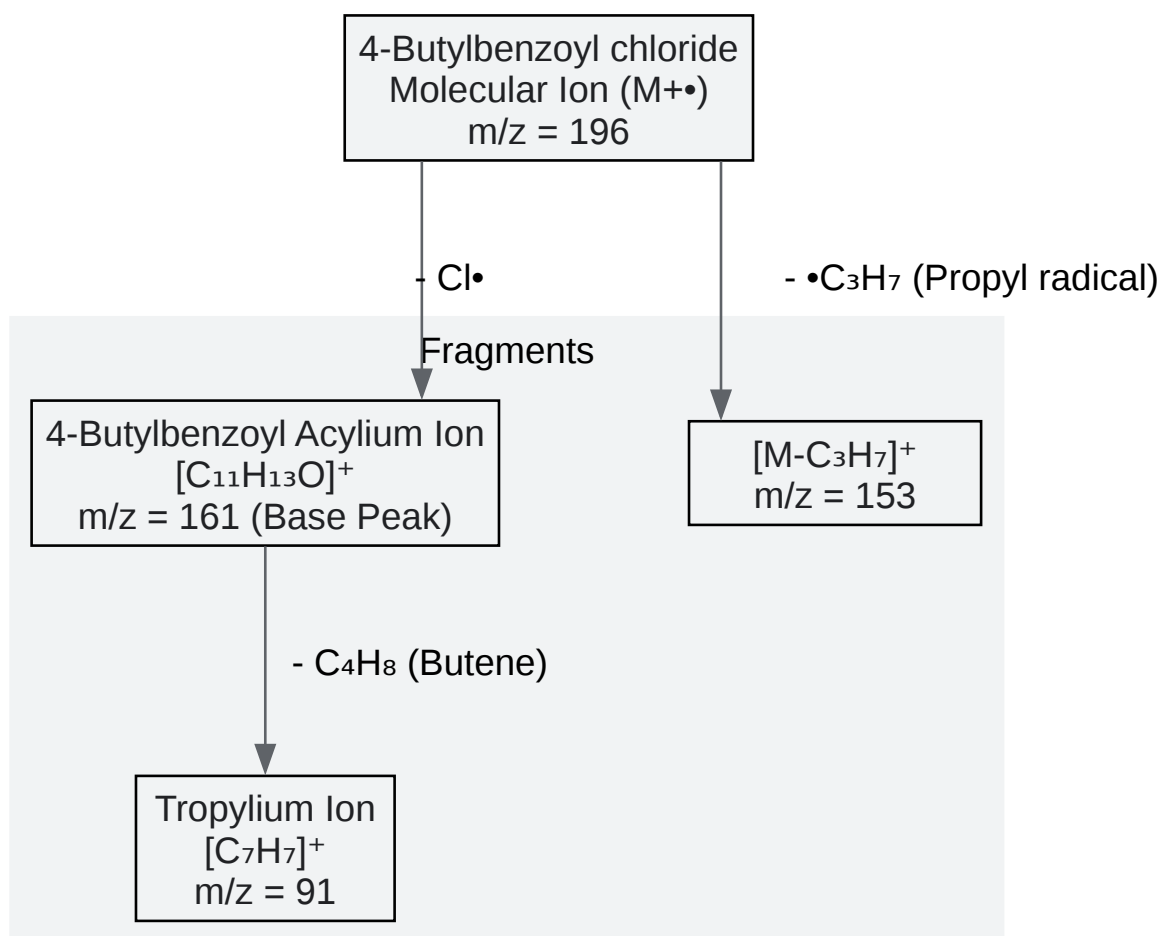 4-Butylbenzoyl chloride
Molecular Ion (M+•)
m/z = 196
- Cl•
- •C₃H₇ (Propyl radical)
Fragments
4-Butylbenzoyl Acylium Ion
[C₁₁H₁₃O]⁺
m/z = 161 (Base Peak)
[M-C₃H₇]⁺
m/z = 153
- C₄H₈ (Butene)
Tropylium Ion
[C₇H₇]⁺
m/z = 91